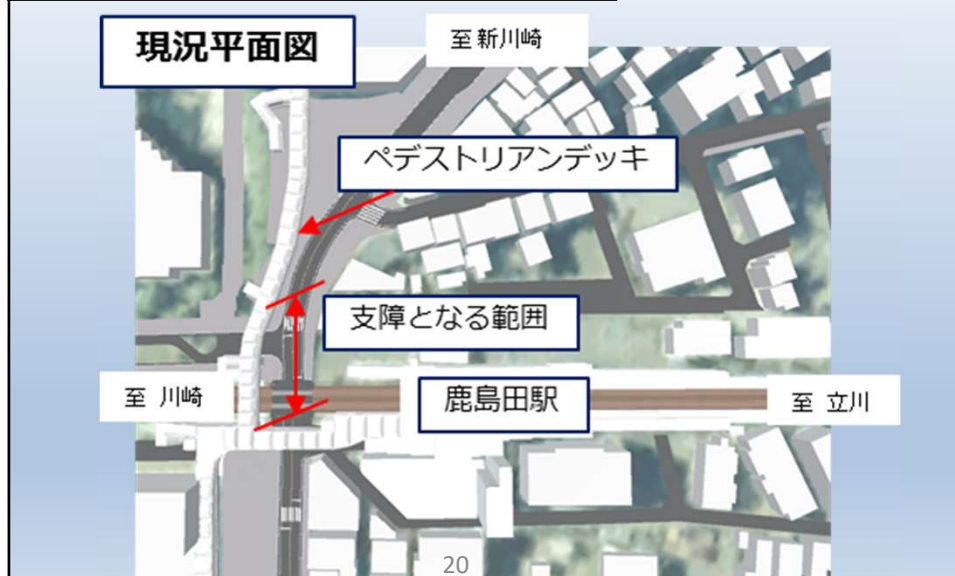 現況平面図
至 新川崎
ペデストリアンデッキ
支障となる範囲
至 川崎
鹿島田駅
至 立川
20